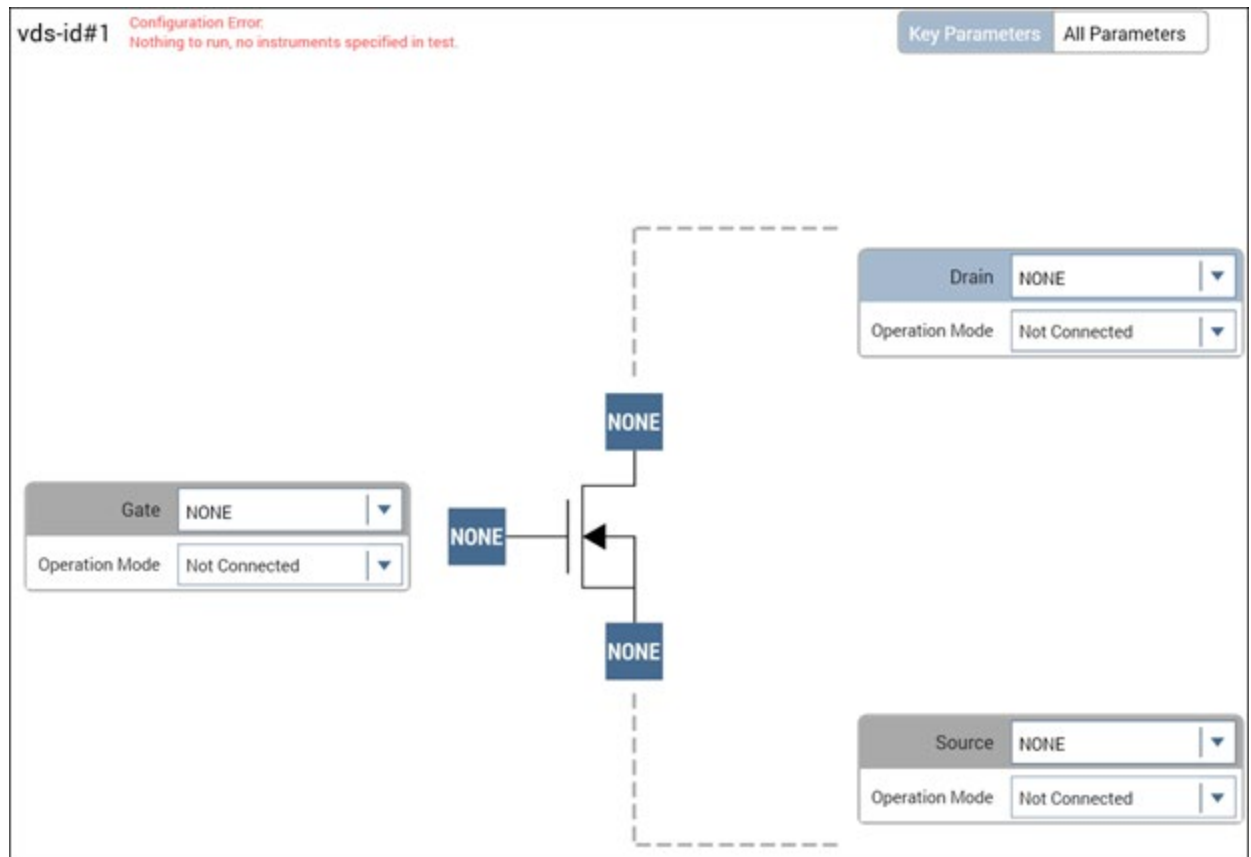 vds-id#1
Configuration Error.
Nothing to run, no instruments specified in test.
Key Parameters
All Parameters
Drain
NONE
Operation Mode
Not Connected
NONE
Gate
NONE
Operation Mode
Not Connected
NONE
NONE
Source
NONE
Operation Mode
Not Connected